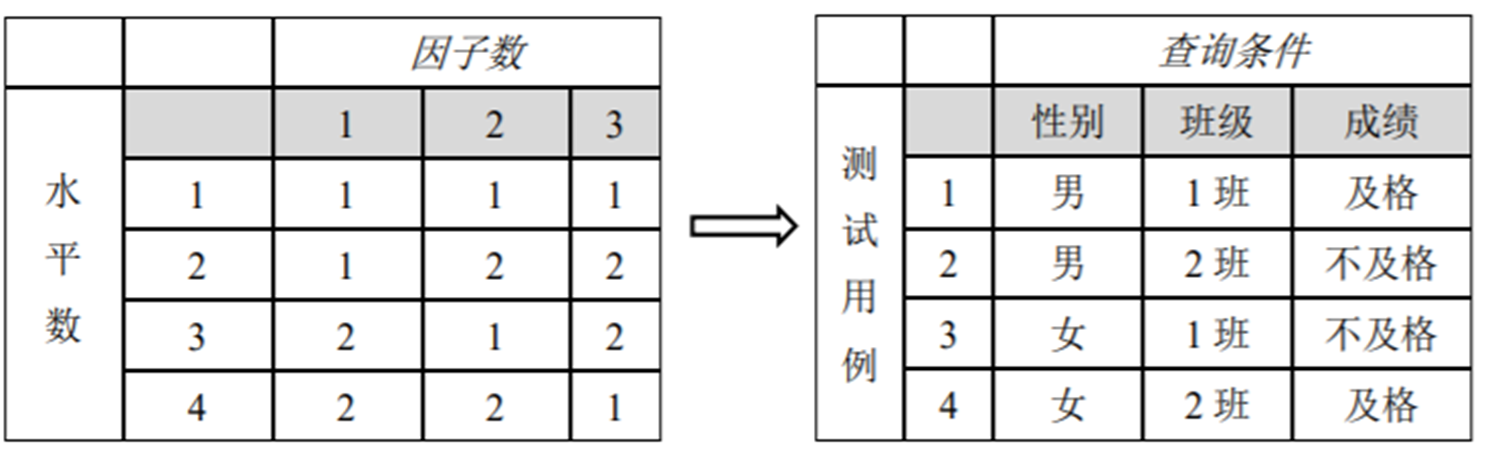 因子数
1 2 3
水平数
1 1 1 1
2 1 2 2
3 2 1 2
4 2 2 1
查询条件
性别 班级 成绩
测试用例
1 男 1班 及格
2 男 2班 不及格
3 女 1班 不及格
4 女 2班 及格